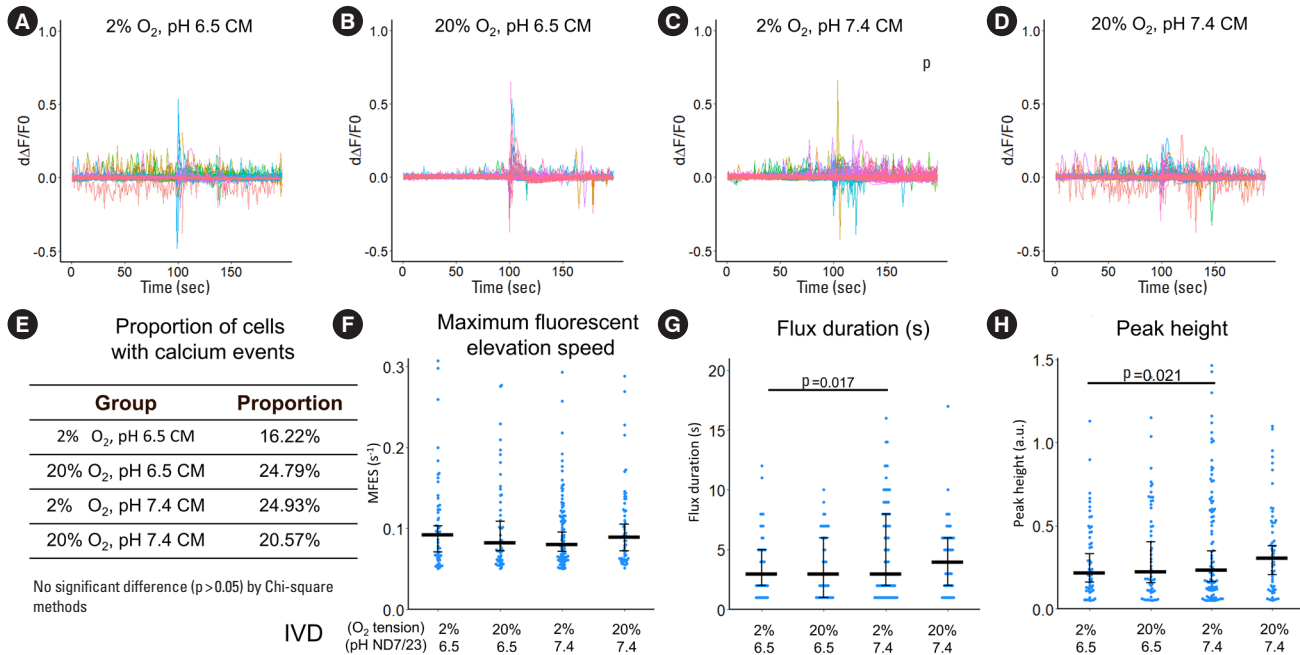 A
2% O₂, pH 6.5 CM
1.0
0.5
0.0
-0.5
dΔF/F0
0 50 100 150
Time (sec)
B
20% O₂, pH 6.5 CM
1.0
0.5
0.0
-0.5
dΔF/F0
0 50 100 150
Time (sec)
C
2% O₂, pH 7.4 CM
p
1.0
0.5
0.0
-0.5
dΔF/F0
0 50 100 150
Time (sec)
D
20% O₂, pH 7.4 CM
1.0
0.5
0.0
-0.5
dΔF/F0
0 50 100 150
Time (sec)
E
Proportion of cells
with calcium events
Group Proportion
2% O₂, pH 6.5 CM 16.22%
20% O₂, pH 6.5 CM 24.79%
2% O₂, pH 7.4 CM 24.93%
20% O₂, pH 7.4 CM 20.57%
No significant difference (p>0.05) by Chi-square
methods
F
Maximum fluorescent
elevation speed
0.3
0.2
0.1
0.0
MFES (s⁻¹)
IVD
(O₂ tension) 2% 20% 2% 20%
(pH ND7/23) 6.5 6.5 7.4 7.4
G
Flux duration (s)
p=0.017
20
15
10
5
0
Flux duration (s)
2% 20% 2% 20%
6.5 6.5 7.4 7.4
H
Peak height
p=0.021
1.5
1.0
0.5
0.0
Peak height (a.u.)
2% 20% 2% 20%
6.5 6.5 7.4 7.4